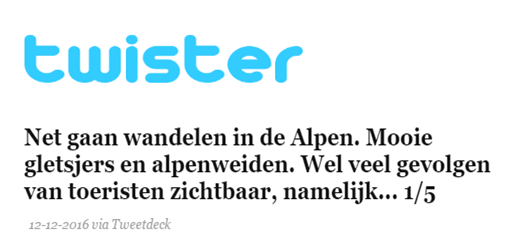 twister
Net gaan wandelen in de Alpen. Mooie
gletsjers en alpenweiden. Wel veel gevolgen
van toeristen zichtbaar, namelijk... 1/5
12-12-2016 via Tweetdeck